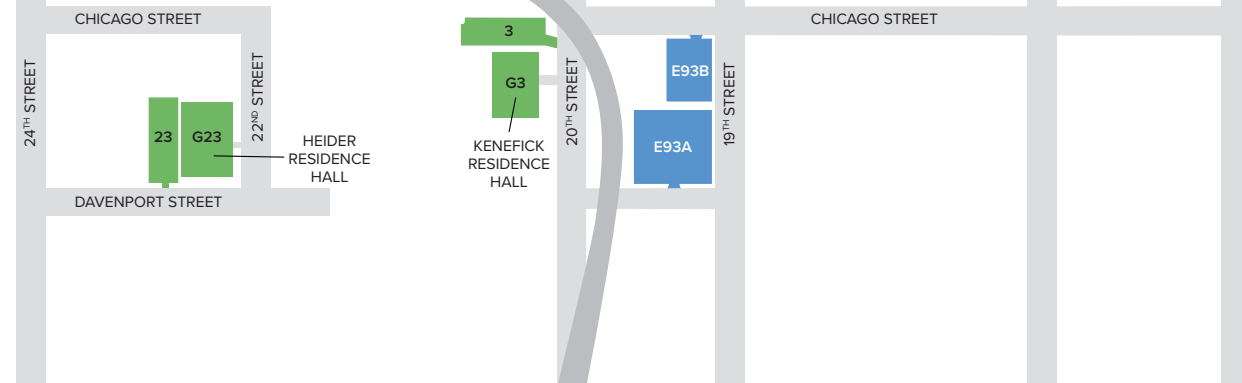 CHICAGO STREET
CHICAGO STREET
3
E93B
G3
24TH STREET
22ND STREET
20TH STREET
19TH STREET
23
G23
E93A
HEIDER
RESIDENCE
HALL
KENEFICK
RESIDENCE
HALL
DAVENPORT STREET